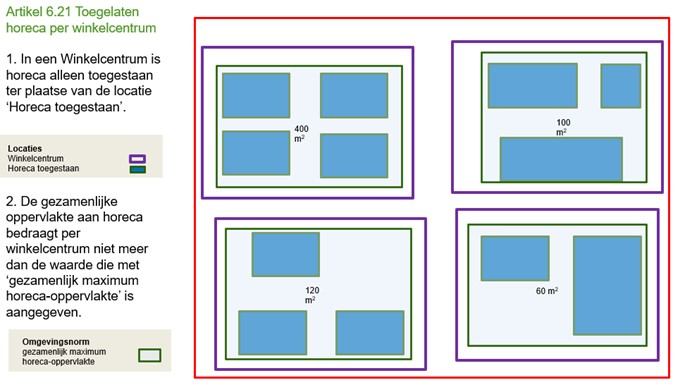 Artikel 6.21 Toegelaten
horeca per winkelcentrum
1. In een Winkelcentrum is
horeca alleen toegestaan
ter plaatse van de locatie
‘Horeca toegestaan’.
Locaties
Winkelcentrum
Horeca toegestaan
2. De gezamenlijke
oppervlakte aan horeca
bedraagt per
winkelcentrum niet meer
dan de waarde die met
‘gezamenlijk maximum
horeca-oppervlakte’ is
aangegeven.
Omgevingsnorm
gezamenlijk maximum
horeca-oppervlakte
400
m²
100
m²
120
m²
60 m²